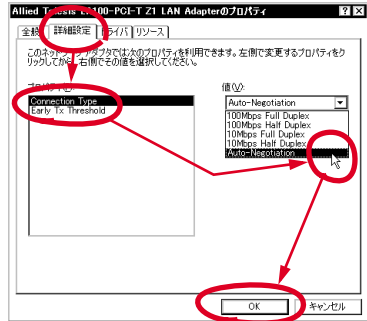 Allied Telesis LA100-PCI-T Z1 LAN Adapterのプロパティ
全般 詳細設定 ドライバ リソース
このネットワーク アダプタでは次のプロパティを利用できます。左側で変更するプロパティをク
リックしてから、右側でその値を選択してください。
プロパティ(P): 値(V):
Connection Type
Early Tx Threshold
Auto-Negotiation
100Mbps Full Duplex
100Mbps Half Duplex
10Mbps Full Duplex
10Mbps Half Duplex
Auto-Negotiation
OK キャンセル